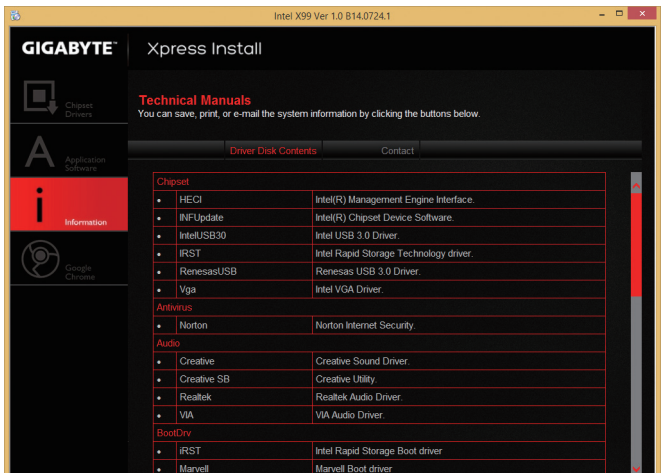 Intel X99 Ver 1.0 B14.0724.1
GIGABYTE™
Xpress Install
Chipset
Drivers
Application
Software
Information
Google
Chrome
Technical Manuals
You can save, print, or e-mail the system information by clicking the buttons below.
Driver Disk Contents Contact
Chipset
• HECI Intel(R) Management Engine Interface.
• INFUpdate Intel(R) Chipset Device Software.
• IntelUSB30 Intel USB 3.0 Driver.
• IRST Intel Rapid Storage Technology driver.
• RenesasUSB Renesas USB 3.0 Driver.
• Vga Intel VGA Driver.
Antivirus
• Norton Norton Internet Security.
Audio
• Creative Creative Sound Driver.
• Creative SB Creative Utility.
• Realtek Realtek Audio Driver.
• VIA VIA Audio Driver.
BootDrv
• iRST Intel Rapid Storage Boot driver
• Marvell Marvell Boot driver